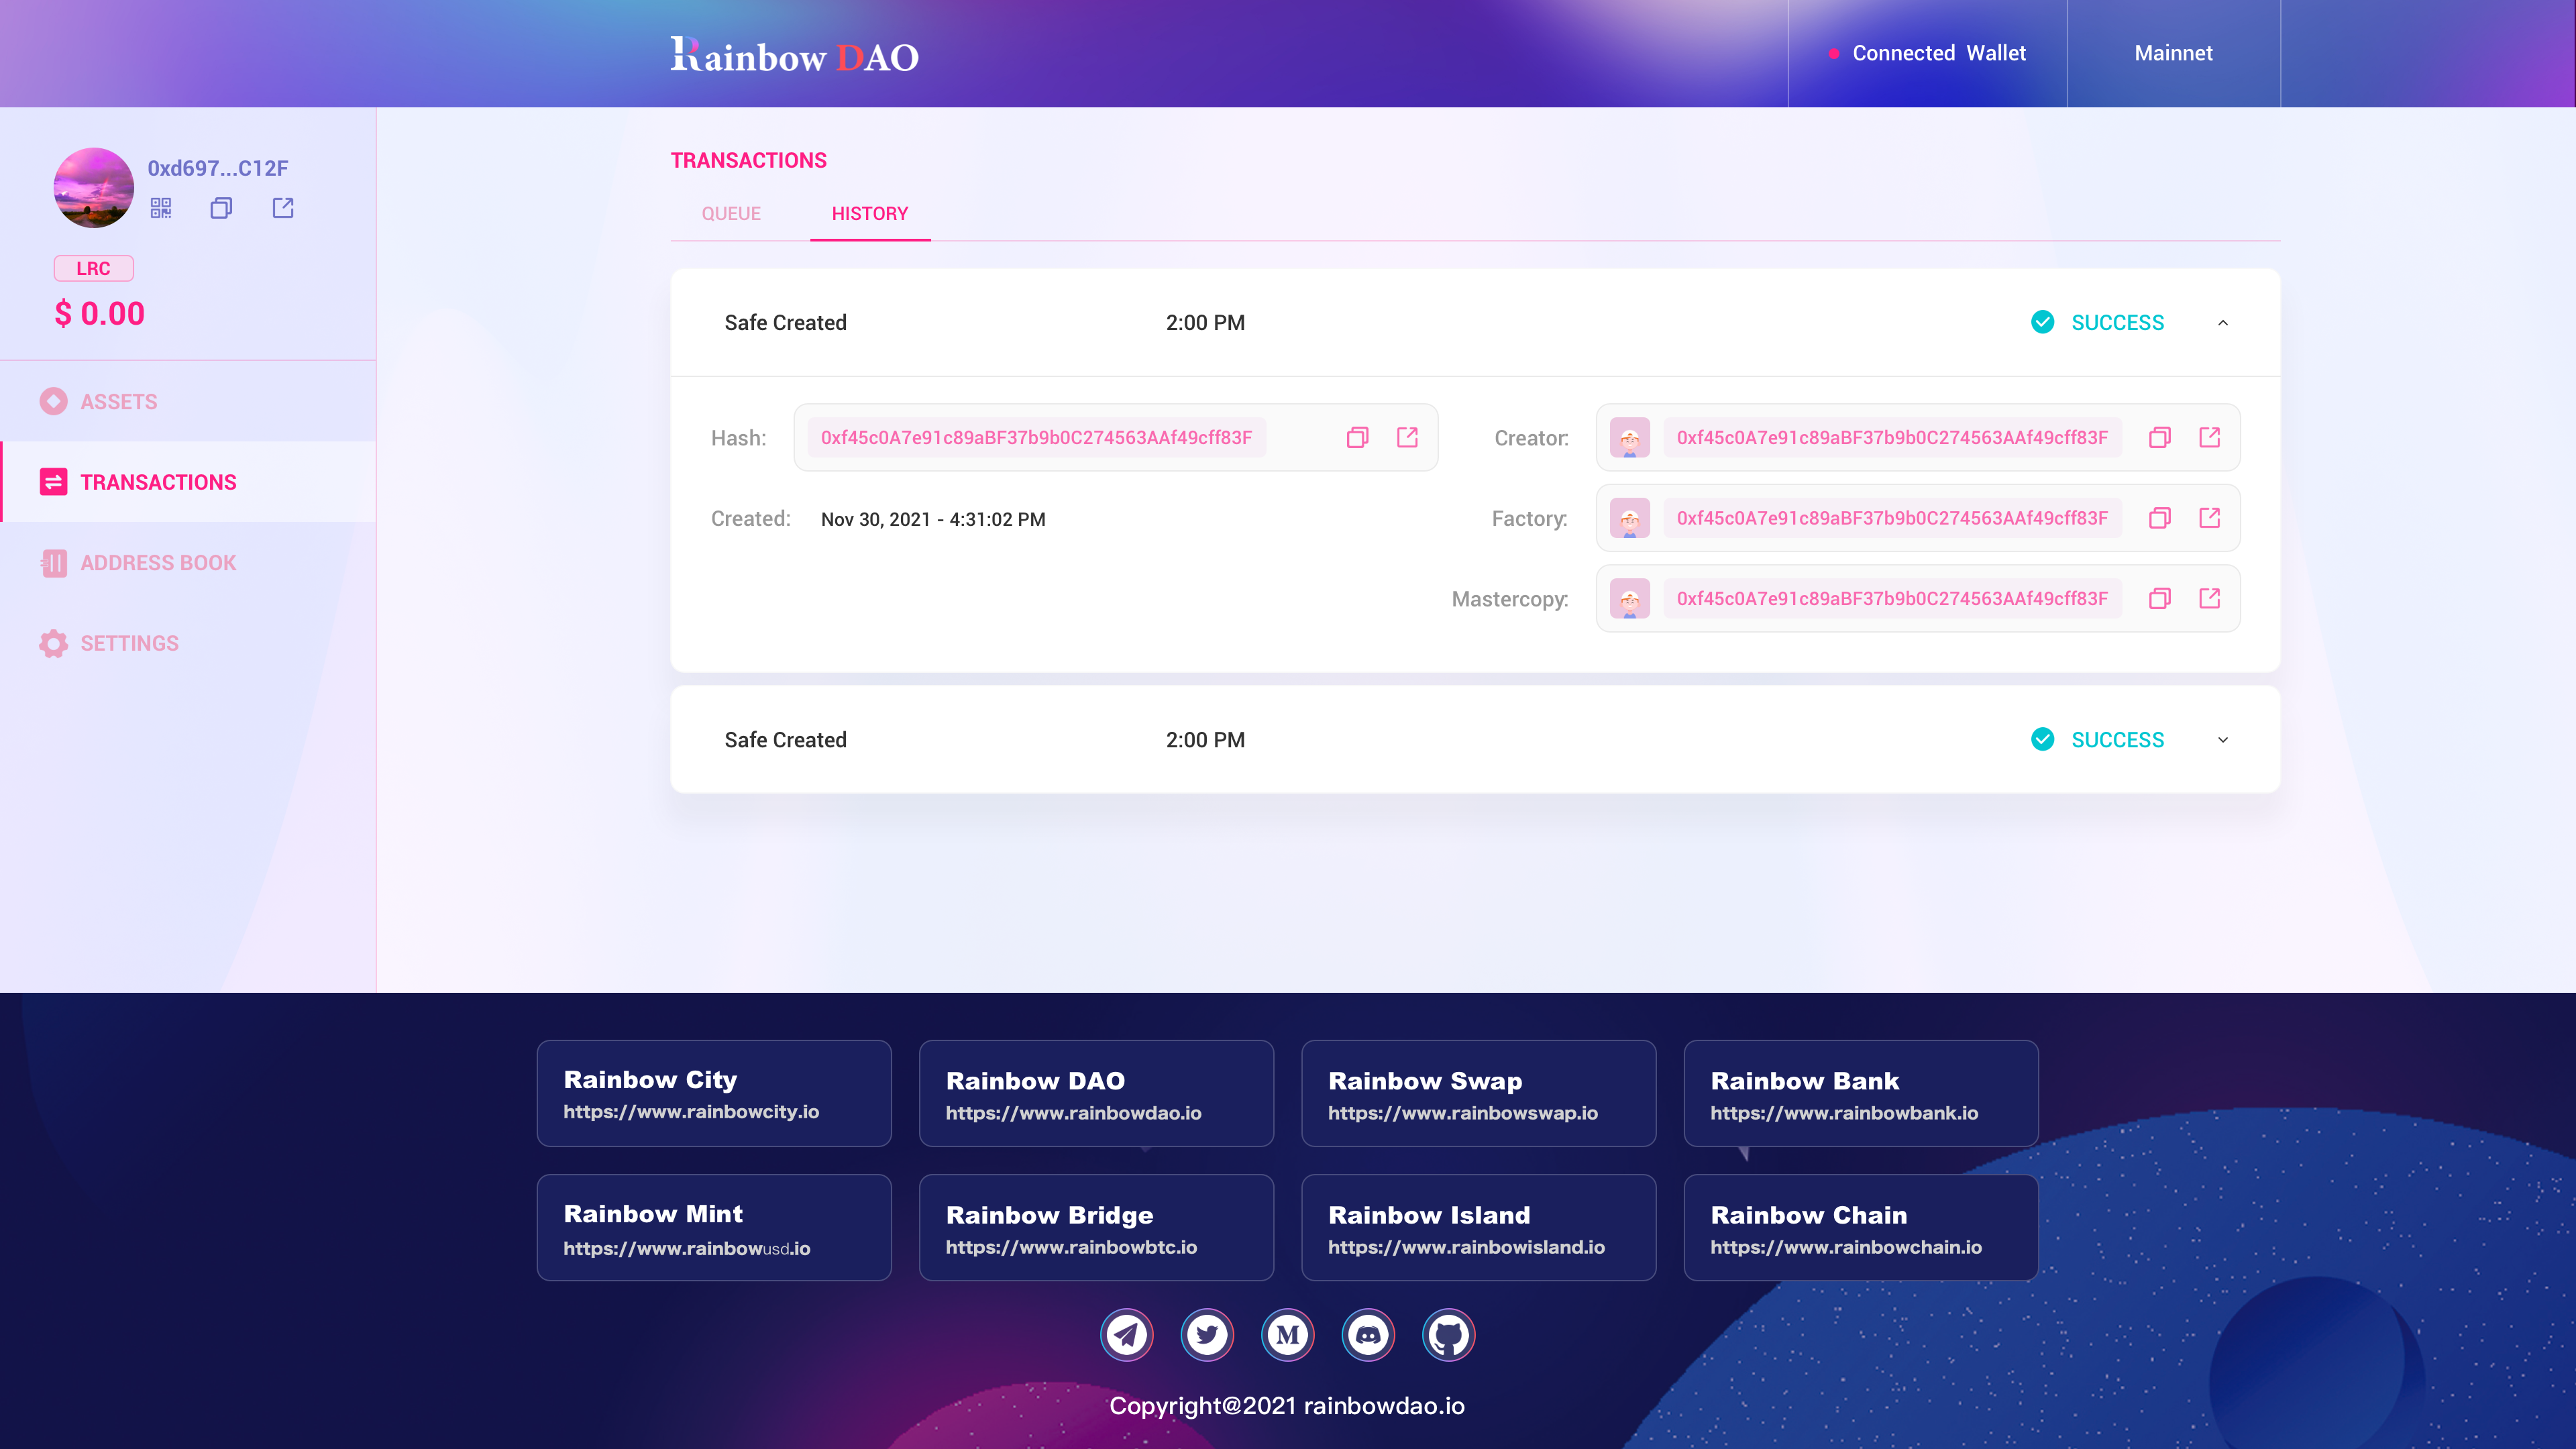 Rainbow DAO
Connected Wallet
Mainnet
0xd697...C12F
LRC
$ 0.00
ASSETS
TRANSACTIONS
ADDRESS BOOK
SETTINGS
TRANSACTIONS
QUEUE
HISTORY
Safe Created
2:00 PM
SUCCESS
Hash:
0xf45c0A7e91c89aBF37b9b0C274563AAf49cff83F
Creator:
0xf45c0A7e91c89aBF37b9b0C274563AAf49cff83F
Created:
Nov 30, 2021 - 4:31:02 PM
Factory:
0xf45c0A7e91c89aBF37b9b0C274563AAf49cff83F
Mastercopy:
0xf45c0A7e91c89aBF37b9b0C274563AAf49cff83F
Safe Created
2:00 PM
SUCCESS
Rainbow City
https://www.rainbowcity.io
Rainbow DAO
https://www.rainbowdao.io
Rainbow Swap
https://www.rainbowswap.io
Rainbow Bank
https://www.rainbowbank.io
Rainbow Mint
https://www.rainbowusd.io
Rainbow Bridge
https://www.rainbowbtc.io
Rainbow Island
https://www.rainbowisland.io
Rainbow Chain
https://www.rainbowchain.io
M
Copyright@2021 rainbowdao.io